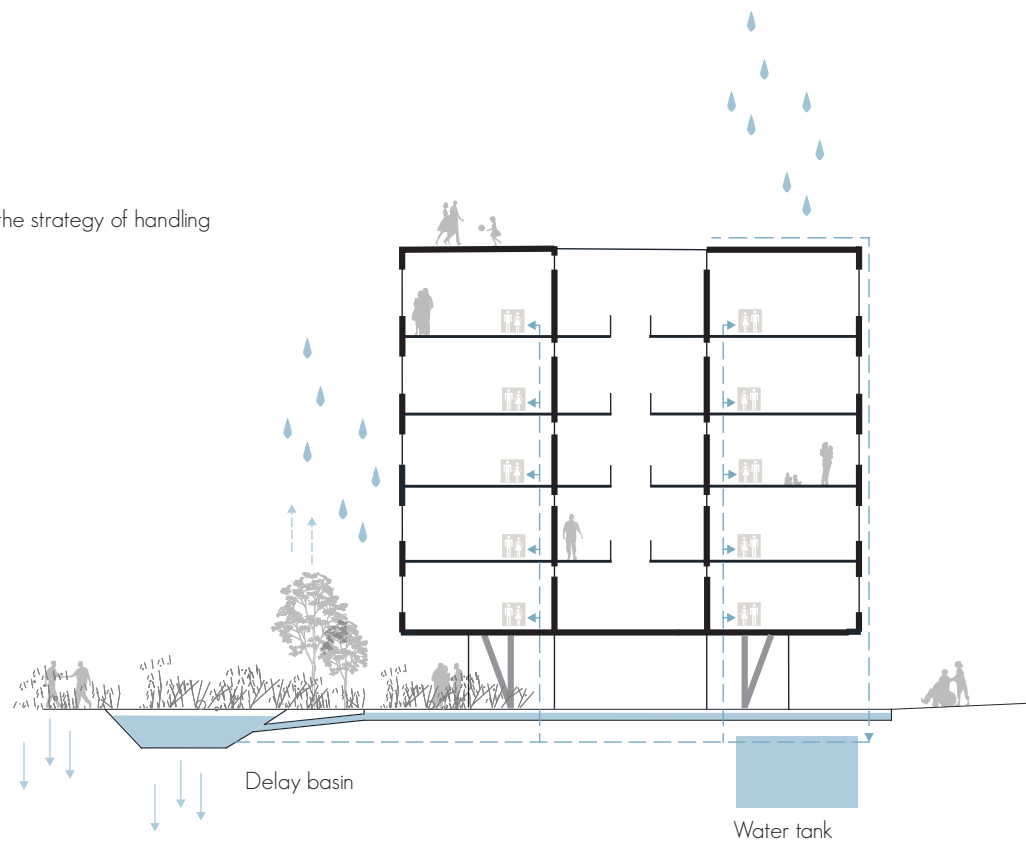 the strategy of handling
Delay basin
Water tank